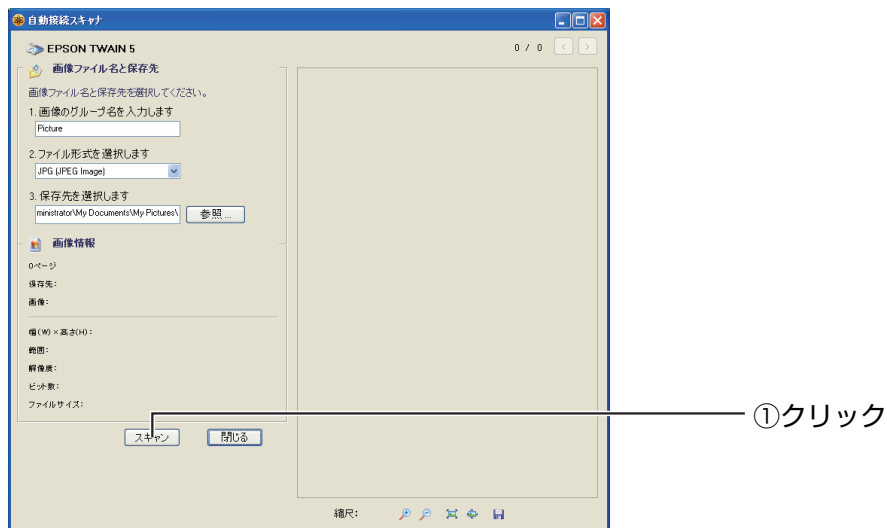 自動接続スキャナ
EPSON TWAIN 5
0 / 0
画像ファイル名と保存先
画像ファイル名と保存先を選択してください。
1. 画像のグループ名を入力します
Picture
2. ファイル形式を選択します
JPG (JPEG Image)
3. 保存先を選択します
ministrator\My Documents\My Pictures\
参照 ...
画像情報
0ページ
保存先:
画像:
幅(W) × 高さ(H) :
範囲:
解像度:
ビット数:
ファイルサイズ:
スキャン
閉じる
①クリック
縮尺: